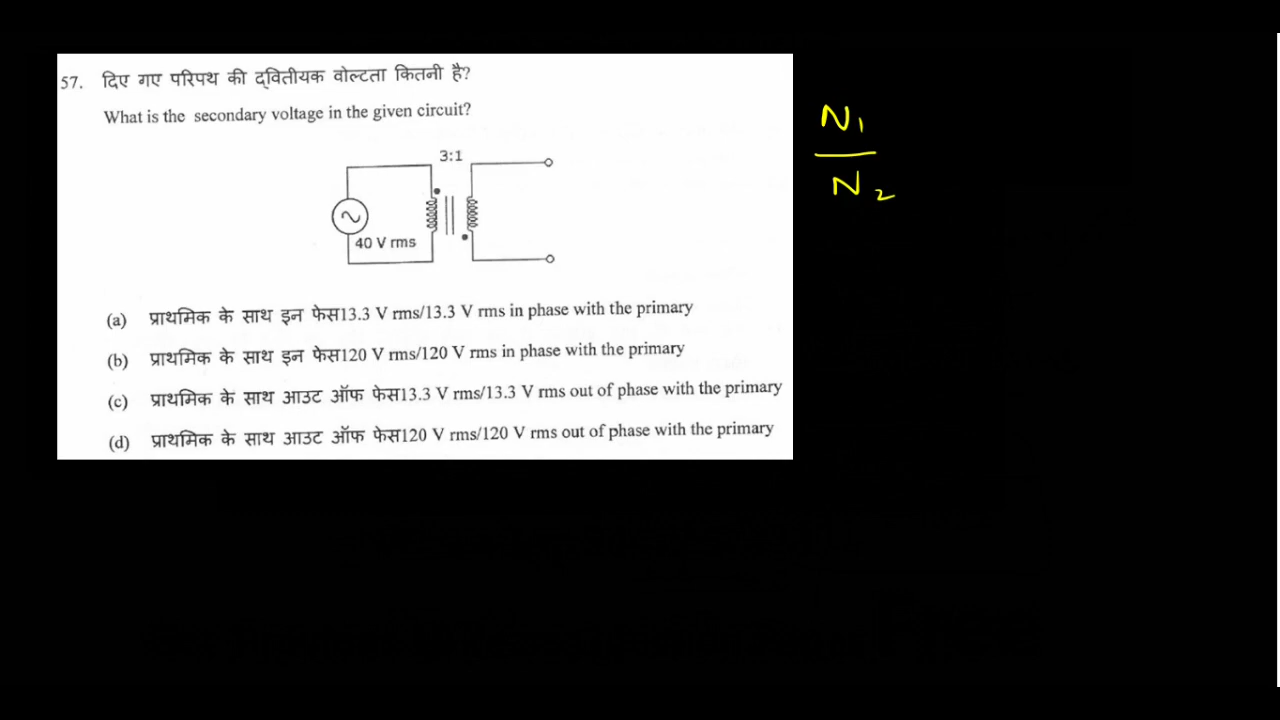 57. दिए गए परिपथ की द्वितीयक वोल्टता कितनी है?
What is the secondary voltage in the given circuit?
3:1
40 V rms
(a) प्राथमिक के साथ इन फेस13.3 V rms/13.3 V rms in phase with the primary
(b) प्राथमिक के साथ इन फेस120 V rms/120 V rms in phase with the primary
(c) प्राथमिक के साथ आउट ऑफ फेस13.3 V rms/13.3 V rms out of phase with the primary
(d) प्राथमिक के साथ आउट ऑफ फेस120 V rms/120 V rms out of phase with the primary
N1
N2